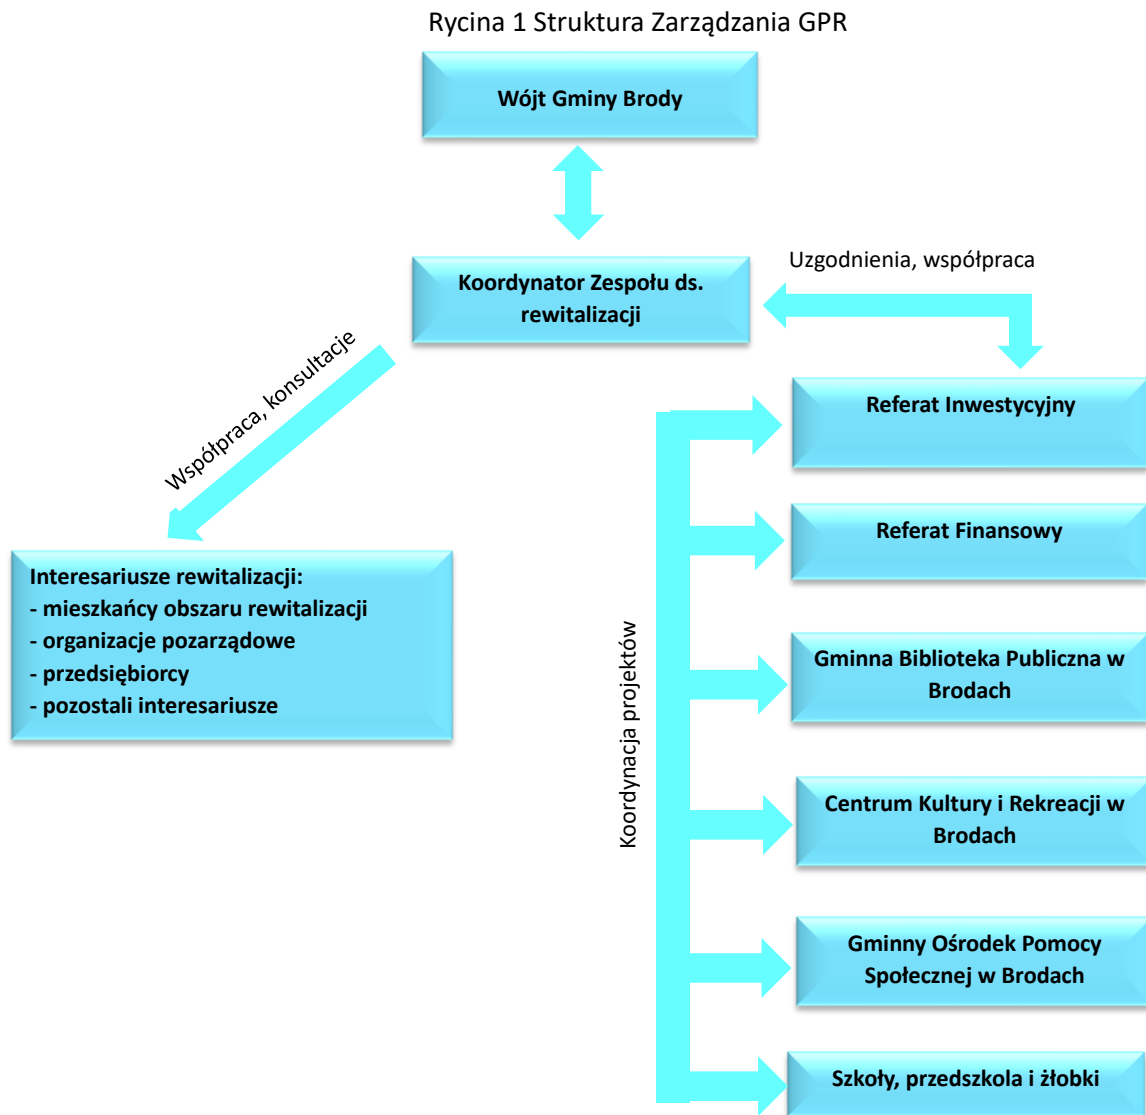 Rycina 1 Struktura Zarządzania GPR
Wójt Gminy Brody
Koordynator Zespołu ds.
rewitalizacji
Uzgodnienia, współpraca
Współpraca, konsultacje
Interesariusze rewitalizacji:
- mieszkańcy obszaru rewitalizacji
- organizacje pozarządowe
- przedsiębiorcy
- pozostali interesariusze
Koordynacja projektów
Referat Inwestycyjny
Referat Finansowy
Gminna Biblioteka Publiczna w
Brodach
Centrum Kultury i Rekreacji w
Brodach
Gminny Ośrodek Pomocy
Społecznej w Brodach
Szkoły, przedszkola i żłobki